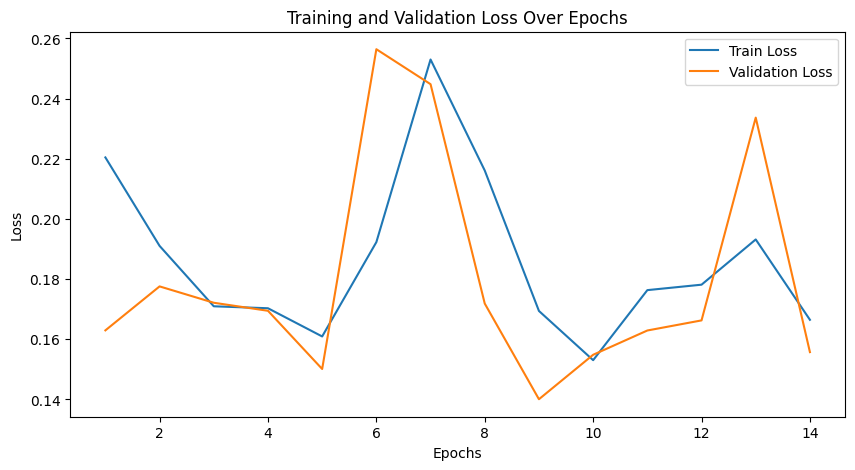 Training and Validation Loss Over Epochs
Train Loss
Validation Loss
Loss
0.26
0.24
0.22
0.20
0.18
0.16
0.14
2 4 6 8 10 12 14
Epochs